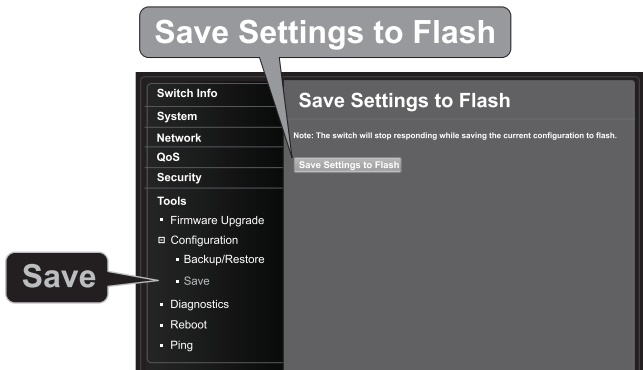 Save Settings to Flash
Switch Info
System
Network
QoS
Security
Tools
Firmware Upgrade
Configuration
Backup/Restore
Save
Diagnostics
Reboot
Ping
Save
Save Settings to Flash
Note: The switch will stop responding while saving the current configuration to flash.
Save Settings to Flash